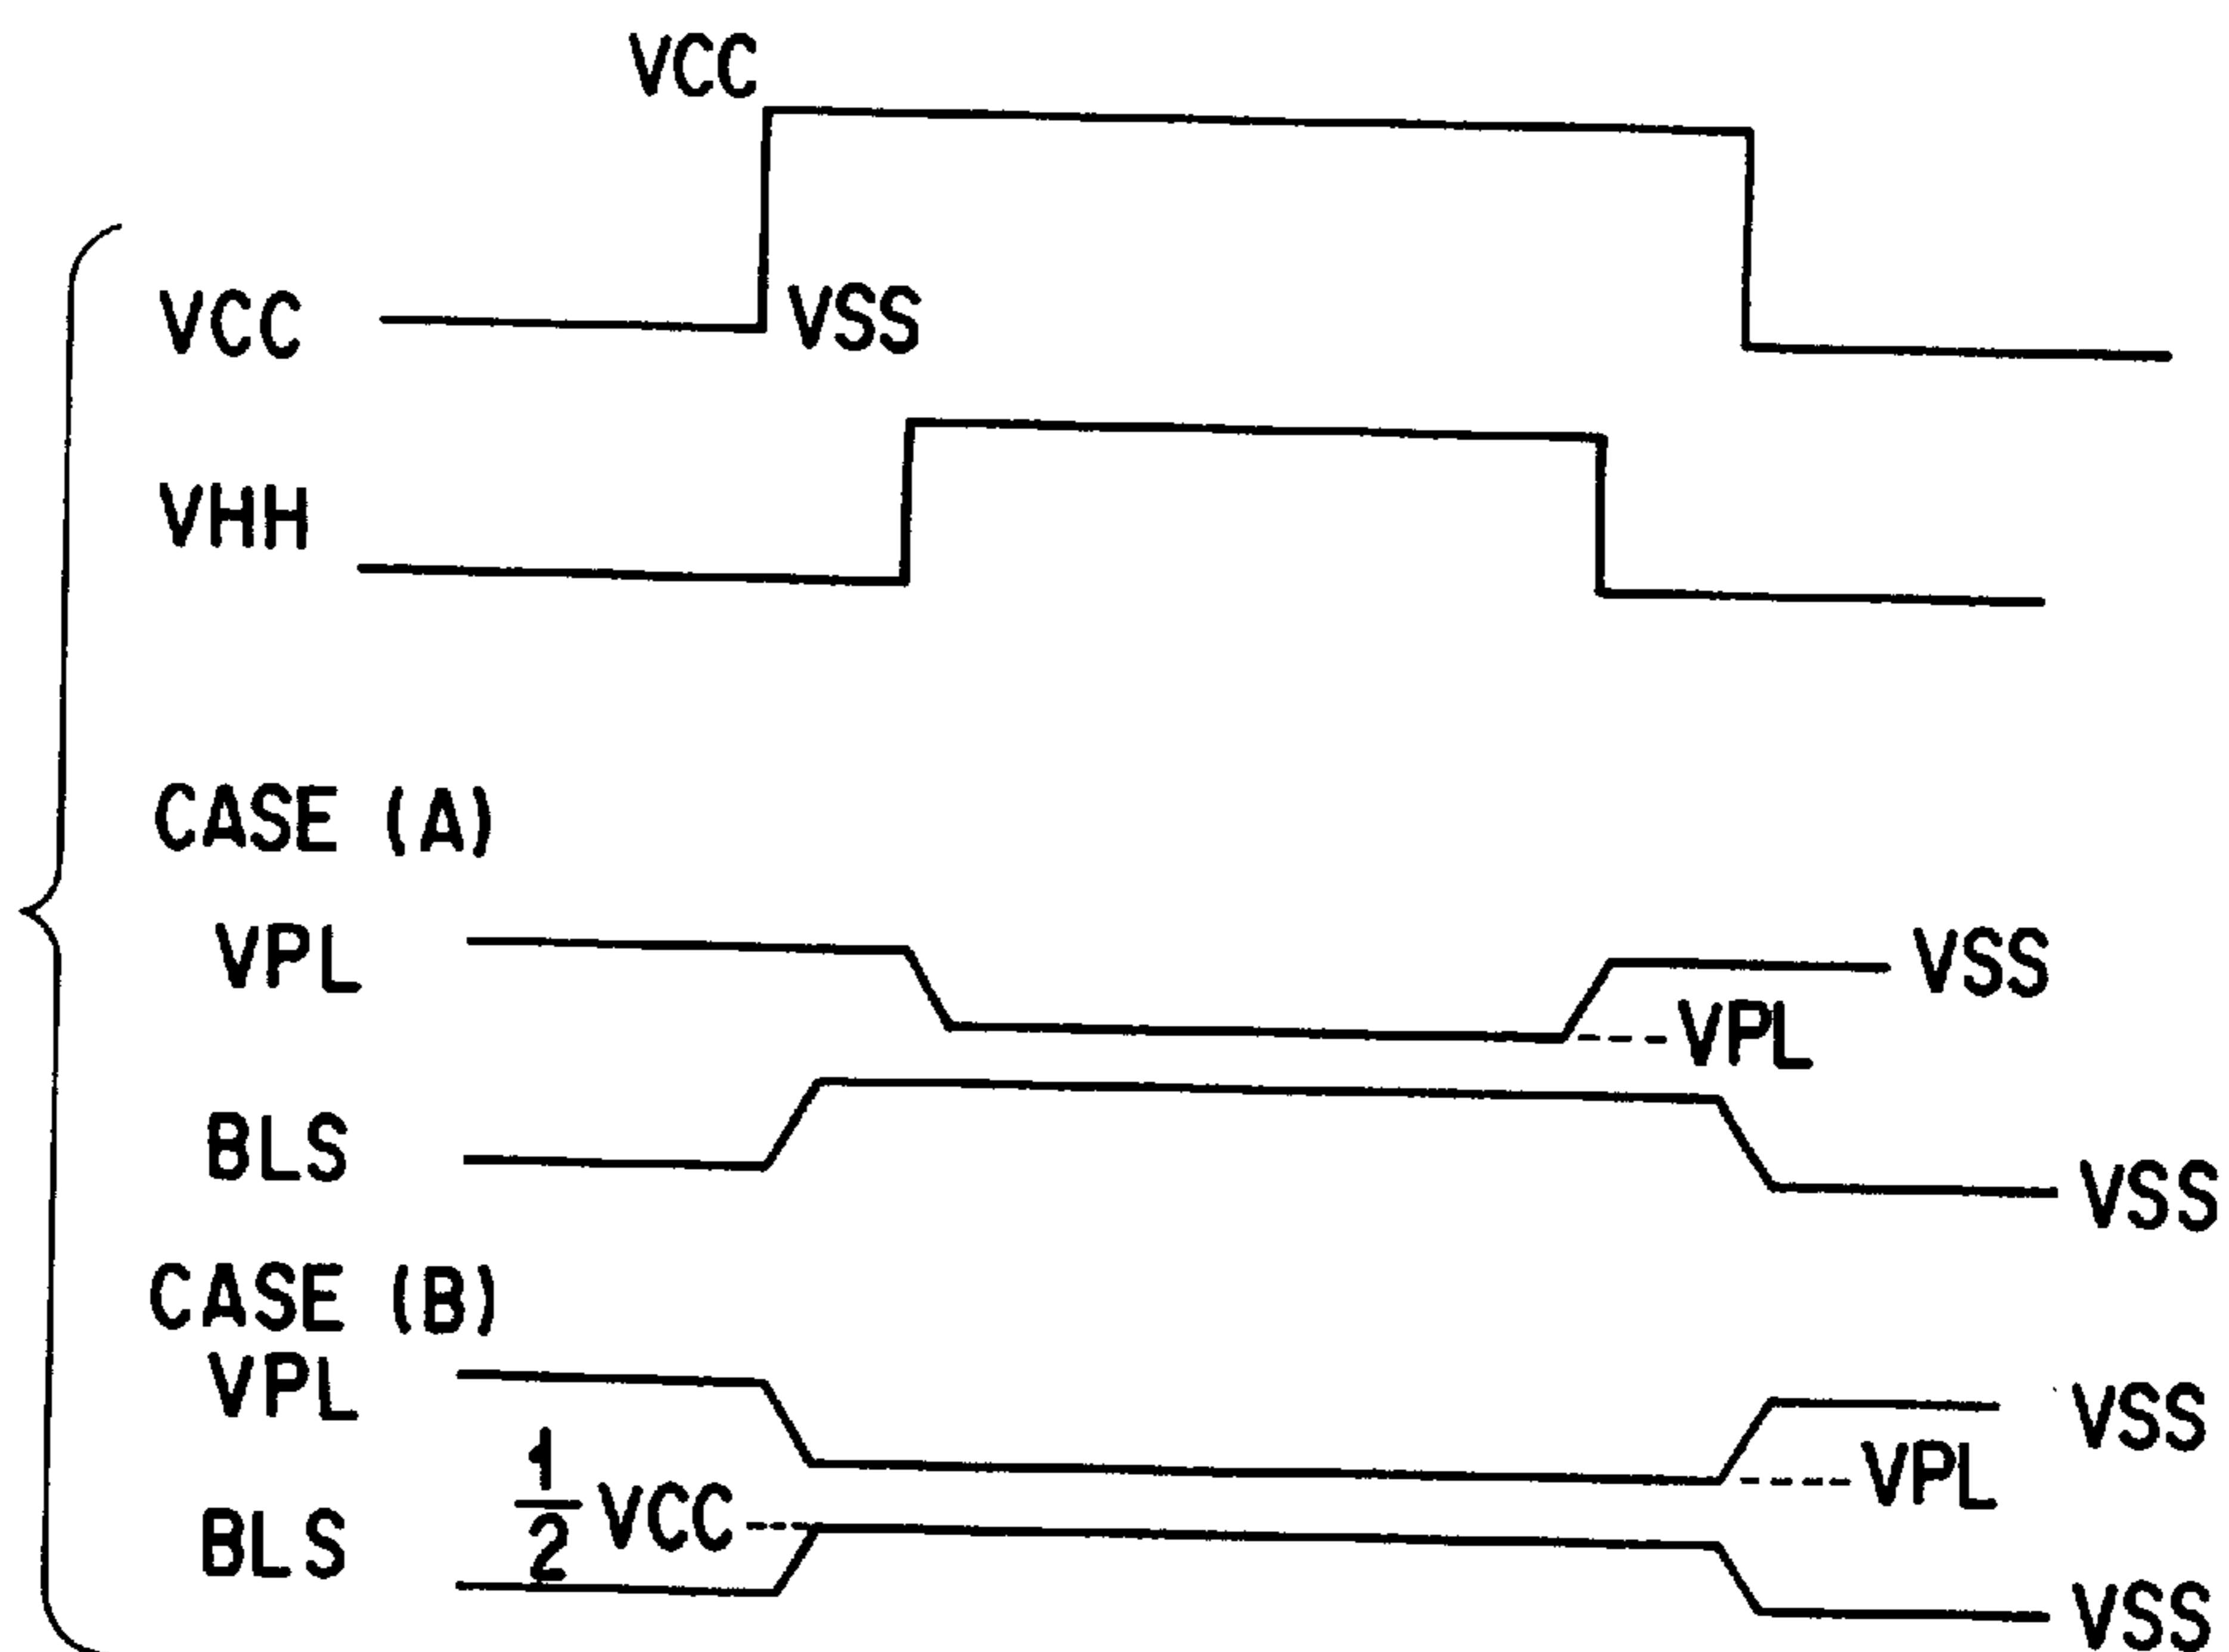 VCC
VCC VSS
VHH
CASE (A)
VPL VSS
VPL
BLS VSS
CASE (B)
VPL VSS
1/2 VCC VPL
BLS VSS